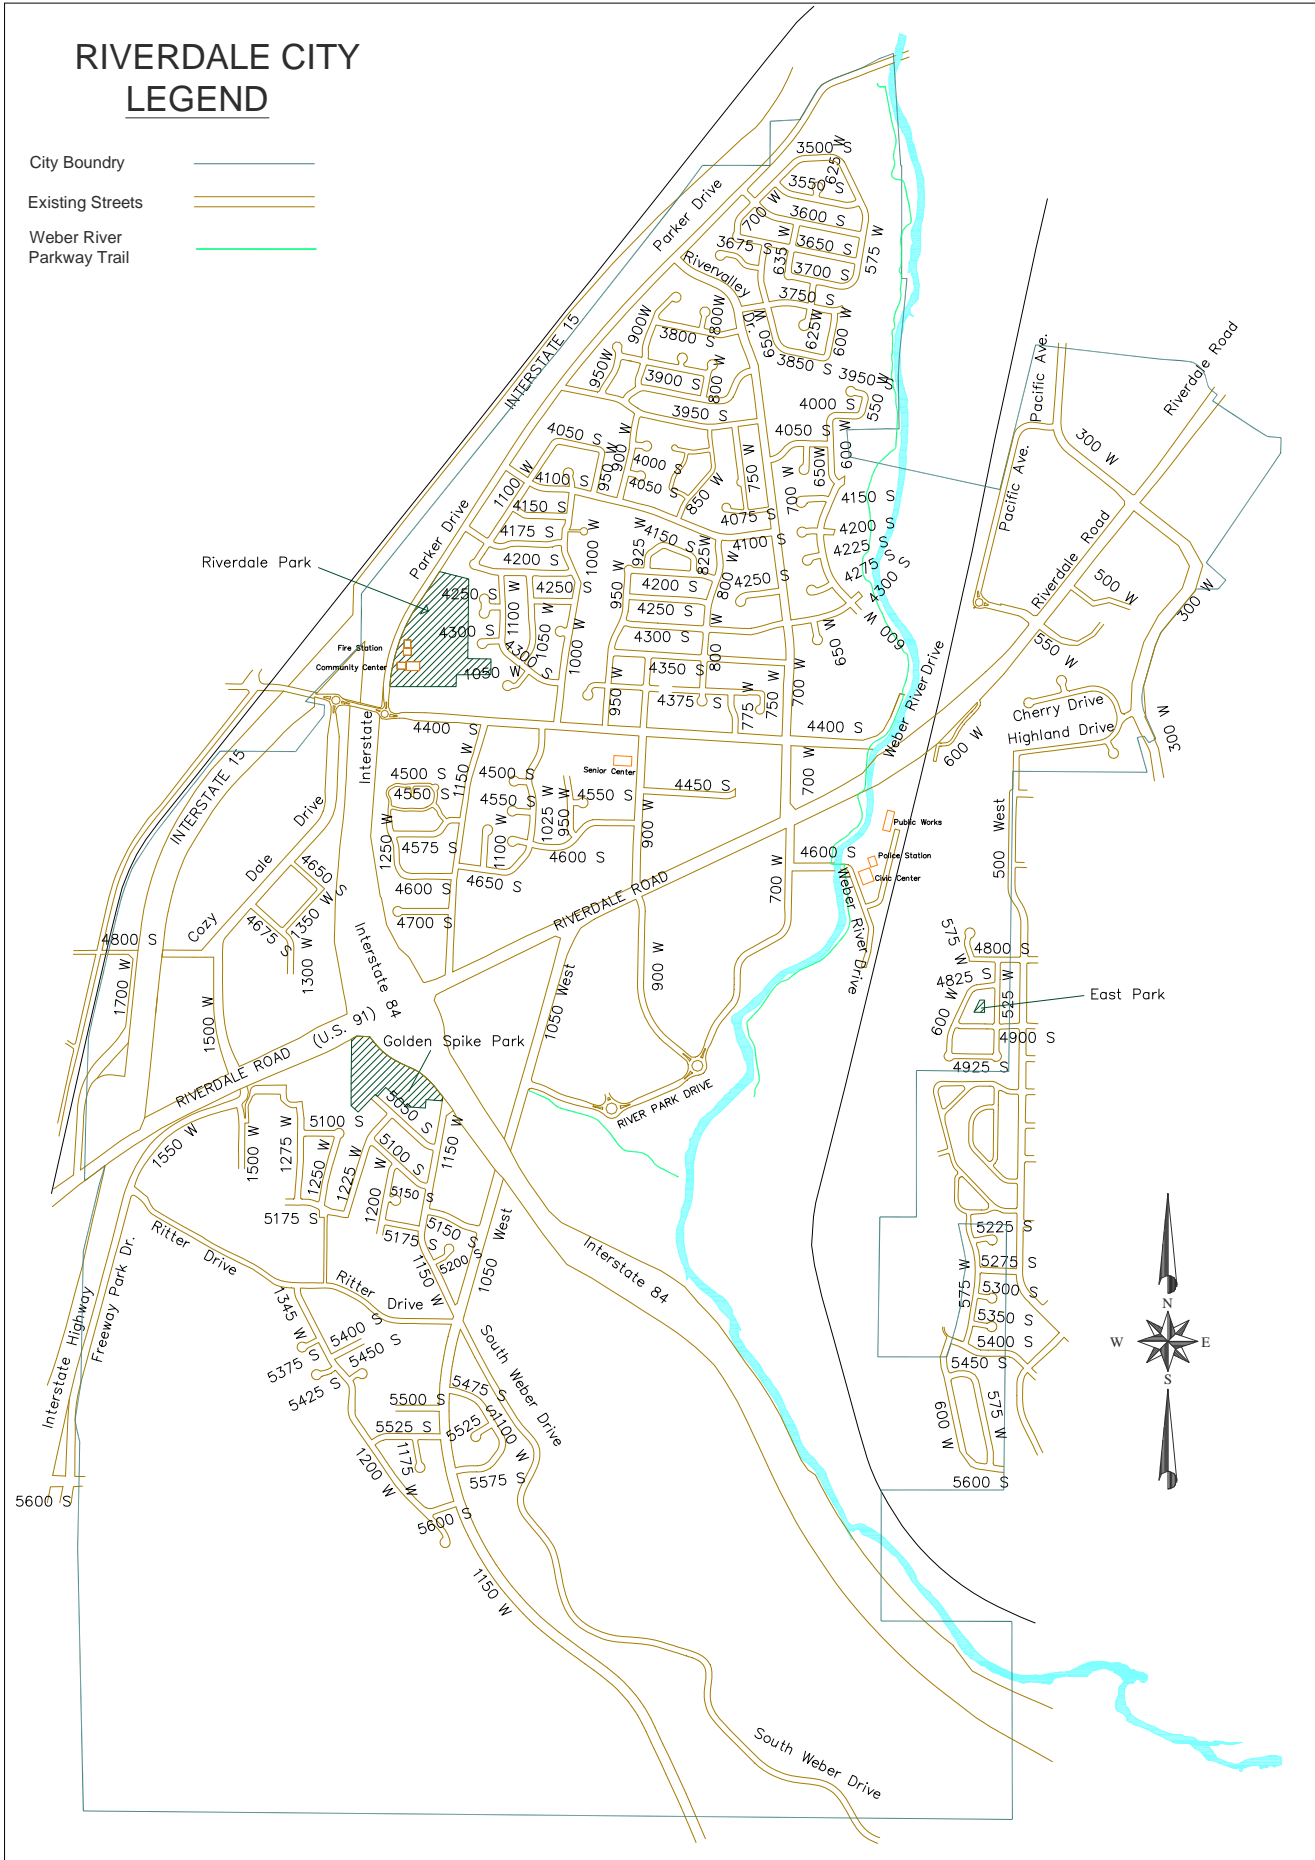 RIVERDALE CITY
LEGEND
City Boundry
Existing Streets
Weber River
Parkway Trail
3500 S
625 W
3550 S
Parker Drive
700 W
3600 S
3675 S
635 W
3650 S
575 W
3700 S
Rivervalley
Dr.
3750 S
900W
800W
3800 S
650 W
625W
600 W
INTERSTATE 15
950W
3850 S
3900 S
800 W
3950 S
550 W
3950 S
4000 S
4050 S
900 W
4050 S
600 W
950 W
4000 S
750 W
650W
1100 W
4100 S
4050 S
850 W
700 W
4150 S
4150 S
4075 S
Parker Drive
4175 S
925 W
4150 S
4100 S
4200 S
1000 W
825W
4225 S
Riverdale Park
4200 S
4275 S
4250 S
4250 S
950 W
4200 S
800 W
4250 S
4300 S
1100 W
4250 S
600 W
4300 S
1050 W
4300 S
650 W
Fire Station
4300 S
1000 W
800
Community Center
1050 W
4350 S
700 W
950 W
4375 S
775 W
750 W
Interstate
4400 S
4400 S
Weber River Drive
INTERSTATE 15
1150 W
Senior Center
700 W
4500 S
4500 S
4450 S
4550 S
4550 S
1025 W
950 W
4550 S
900 W
Public Works
Cozy Dale Drive
1250 W
4575 S
1100 W
4600 S
4600 S
Police Station
4650 S
4600 S
4650 S
RIVERDALE ROAD
700 W
Civic Center
1350 W
4675 S
4700 S
Weber River Drive
4800 S
1300 W
Interstate 84
900 W
1700 W
1500 W
1050 West
RIVERDALE ROAD
(U.S. 91)
Golden Spike Park
RIVER PARK DRIVE
5050 S
1550 W
1500 W
1275 W
5100 S
1250 W
1225 W
5100 S
1150 W
1200 W
5150 S
5175 S
5175 S
5150 S
Ritter Drive
1150 W
5200 S
1050 West
Interstate 84
Ritter Drive
1345 W
Interstate Highway
Freeway Park Dr.
5400 S
5375 S
5450 S
5425 S
South Weber Drive
5475 S
5500 S
5525 S
5525 S
1100 W
1175 W
1200 W
5575 S
5600 S
5600 S
1150 W
South Weber Drive
Pacific Ave.
Riverdale Road
300 W
Pacific Ave.
Riverdale Road
500 W
300 W
550 W
Cherry Drive
Highland Drive
300 W
600 W
500 West
575 W
4800 S
4825 S
525 W
East Park
600 W
4900 S
4925 S
5225 S
5275 S
575 W
5300 S
5350 S
5400 S
5450 S
600 W
575 W
5600 S
N
W
E
S